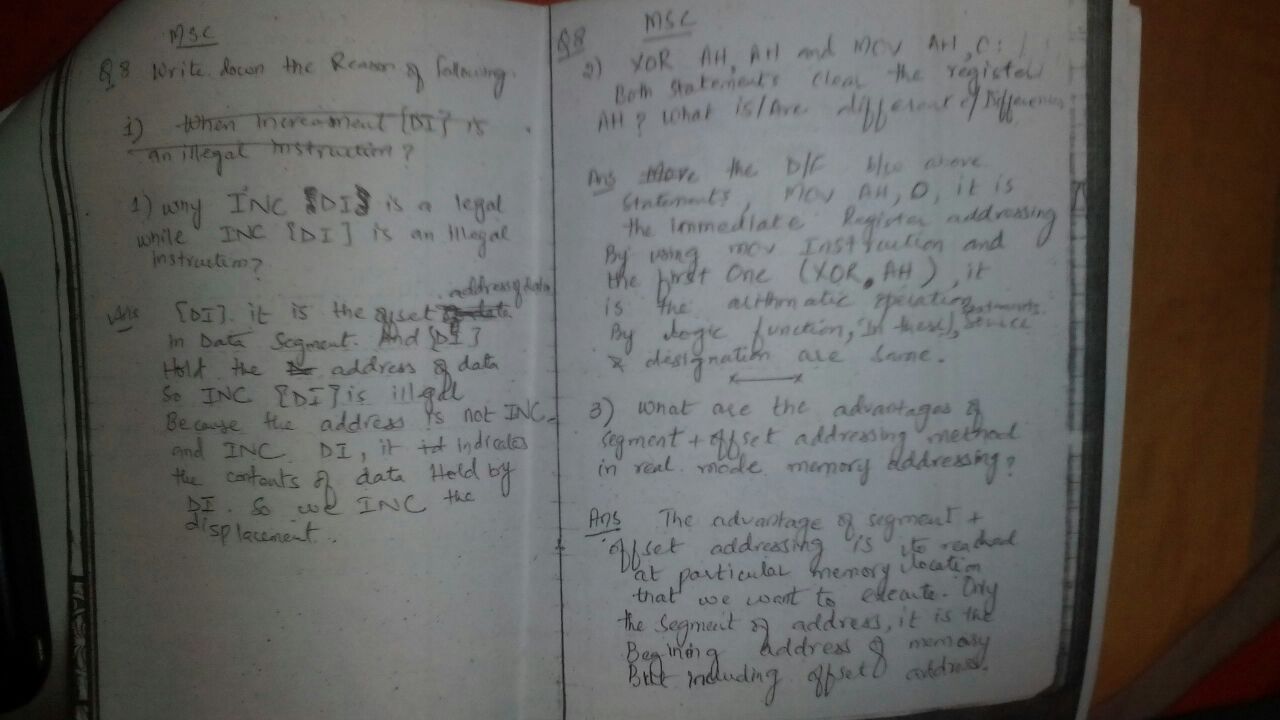 MSC
Q8 Write down the Reason of following.
i) When increament [DI] is
an illegal instruction?
1) why INC [DI] is a legal
while INC [DI] is an Illegal
instruction?
Ans [DI]. it is the offset address of data
in Data Segment. And [DI]
Hold the address of data
So INC [DI] is illegal
Because the address is not INC.
and INC. DI, it indicates
the contents of data Held by
DI. So we INC the
displacement.
Q8
MSC
2) XOR AH, AH and MOV AH, 0:
Both statements clear the register
AH? What is/Are different of Differences
Ans Move the D/F b/w above
Statements, MOV AH, 0, it is
the immediate Register addressing
By using mov Instruction and
the first One (XOR, AH), it
is the arithmatic operating
By logic function, In these statements, source
& designation are same.
3) What are the advantages of
segment + offset addressing method
in real mode memory addressing?
Ans The advantage of segment +
offset addressing is to reached
at particular memory location
that we want to execute. Only
the segment of address, it is the
Begining address of memory
But including offset address.